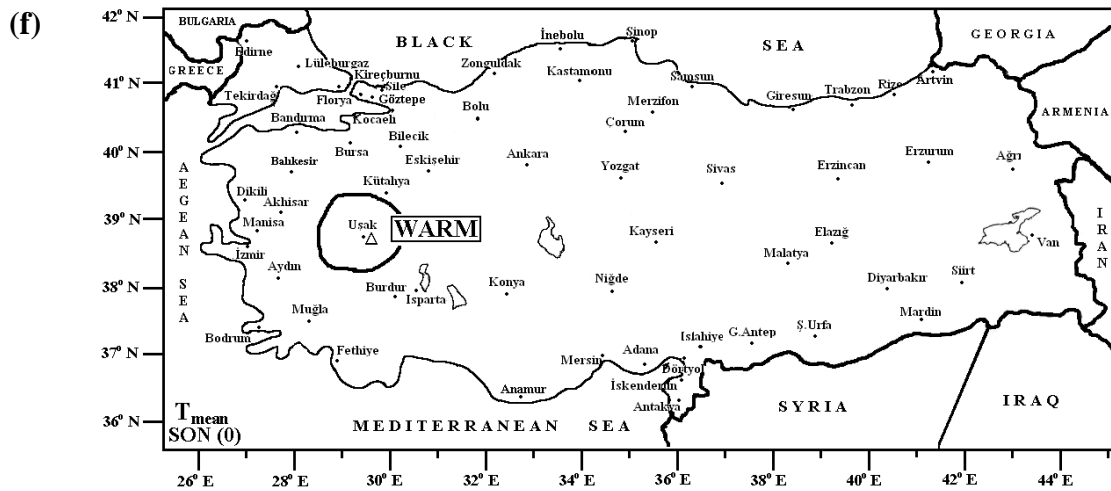 (f)
42° N
41° N
40° N
39° N
38° N
37° N
36° N
BULGARIA
GREECE
BLACK SEA
GEORGIA
ARMENIA
IRAN
AEGEAN SEA
MEDITERRANEAN SEA
SYRIA
IRAQ
Edirne
Lüleburgaz
Kireçburnu
Şile
Tekirdağ
Florya
Göztepe
Kocaeli
Zonguldak
İnebolu
Sinop
Kastamonu
Samsun
Giresun
Trabzon
Rize
Artvin
Bandırma
Bursa
Bilecik
Bolu
Merzifon
Çorum
Balıkesir
Eskişehir
Ankara
Yozgat
Sivas
Erzincan
Erzurum
Ağrı
Dikili
Akhisar
Kütahya
Manisa
Uşak
WARM
Kayseri
Elazığ
Van
İzmir
Malatya
Aydın
Burdur
Isparta
Konya
Niğde
Diyarbakır
Siirt
Bodrum
Muğla
Mardin
Fethiye
Mersin
Adana
Islahiye
G.Antep
Ş.Urfa
Dörtyol
İskenderun
Anamur
Antakya
Tmean
SON (0)
26° E 28° E 30° E 32° E 34° E 36° E 38° E 40° E 42° E 44° E